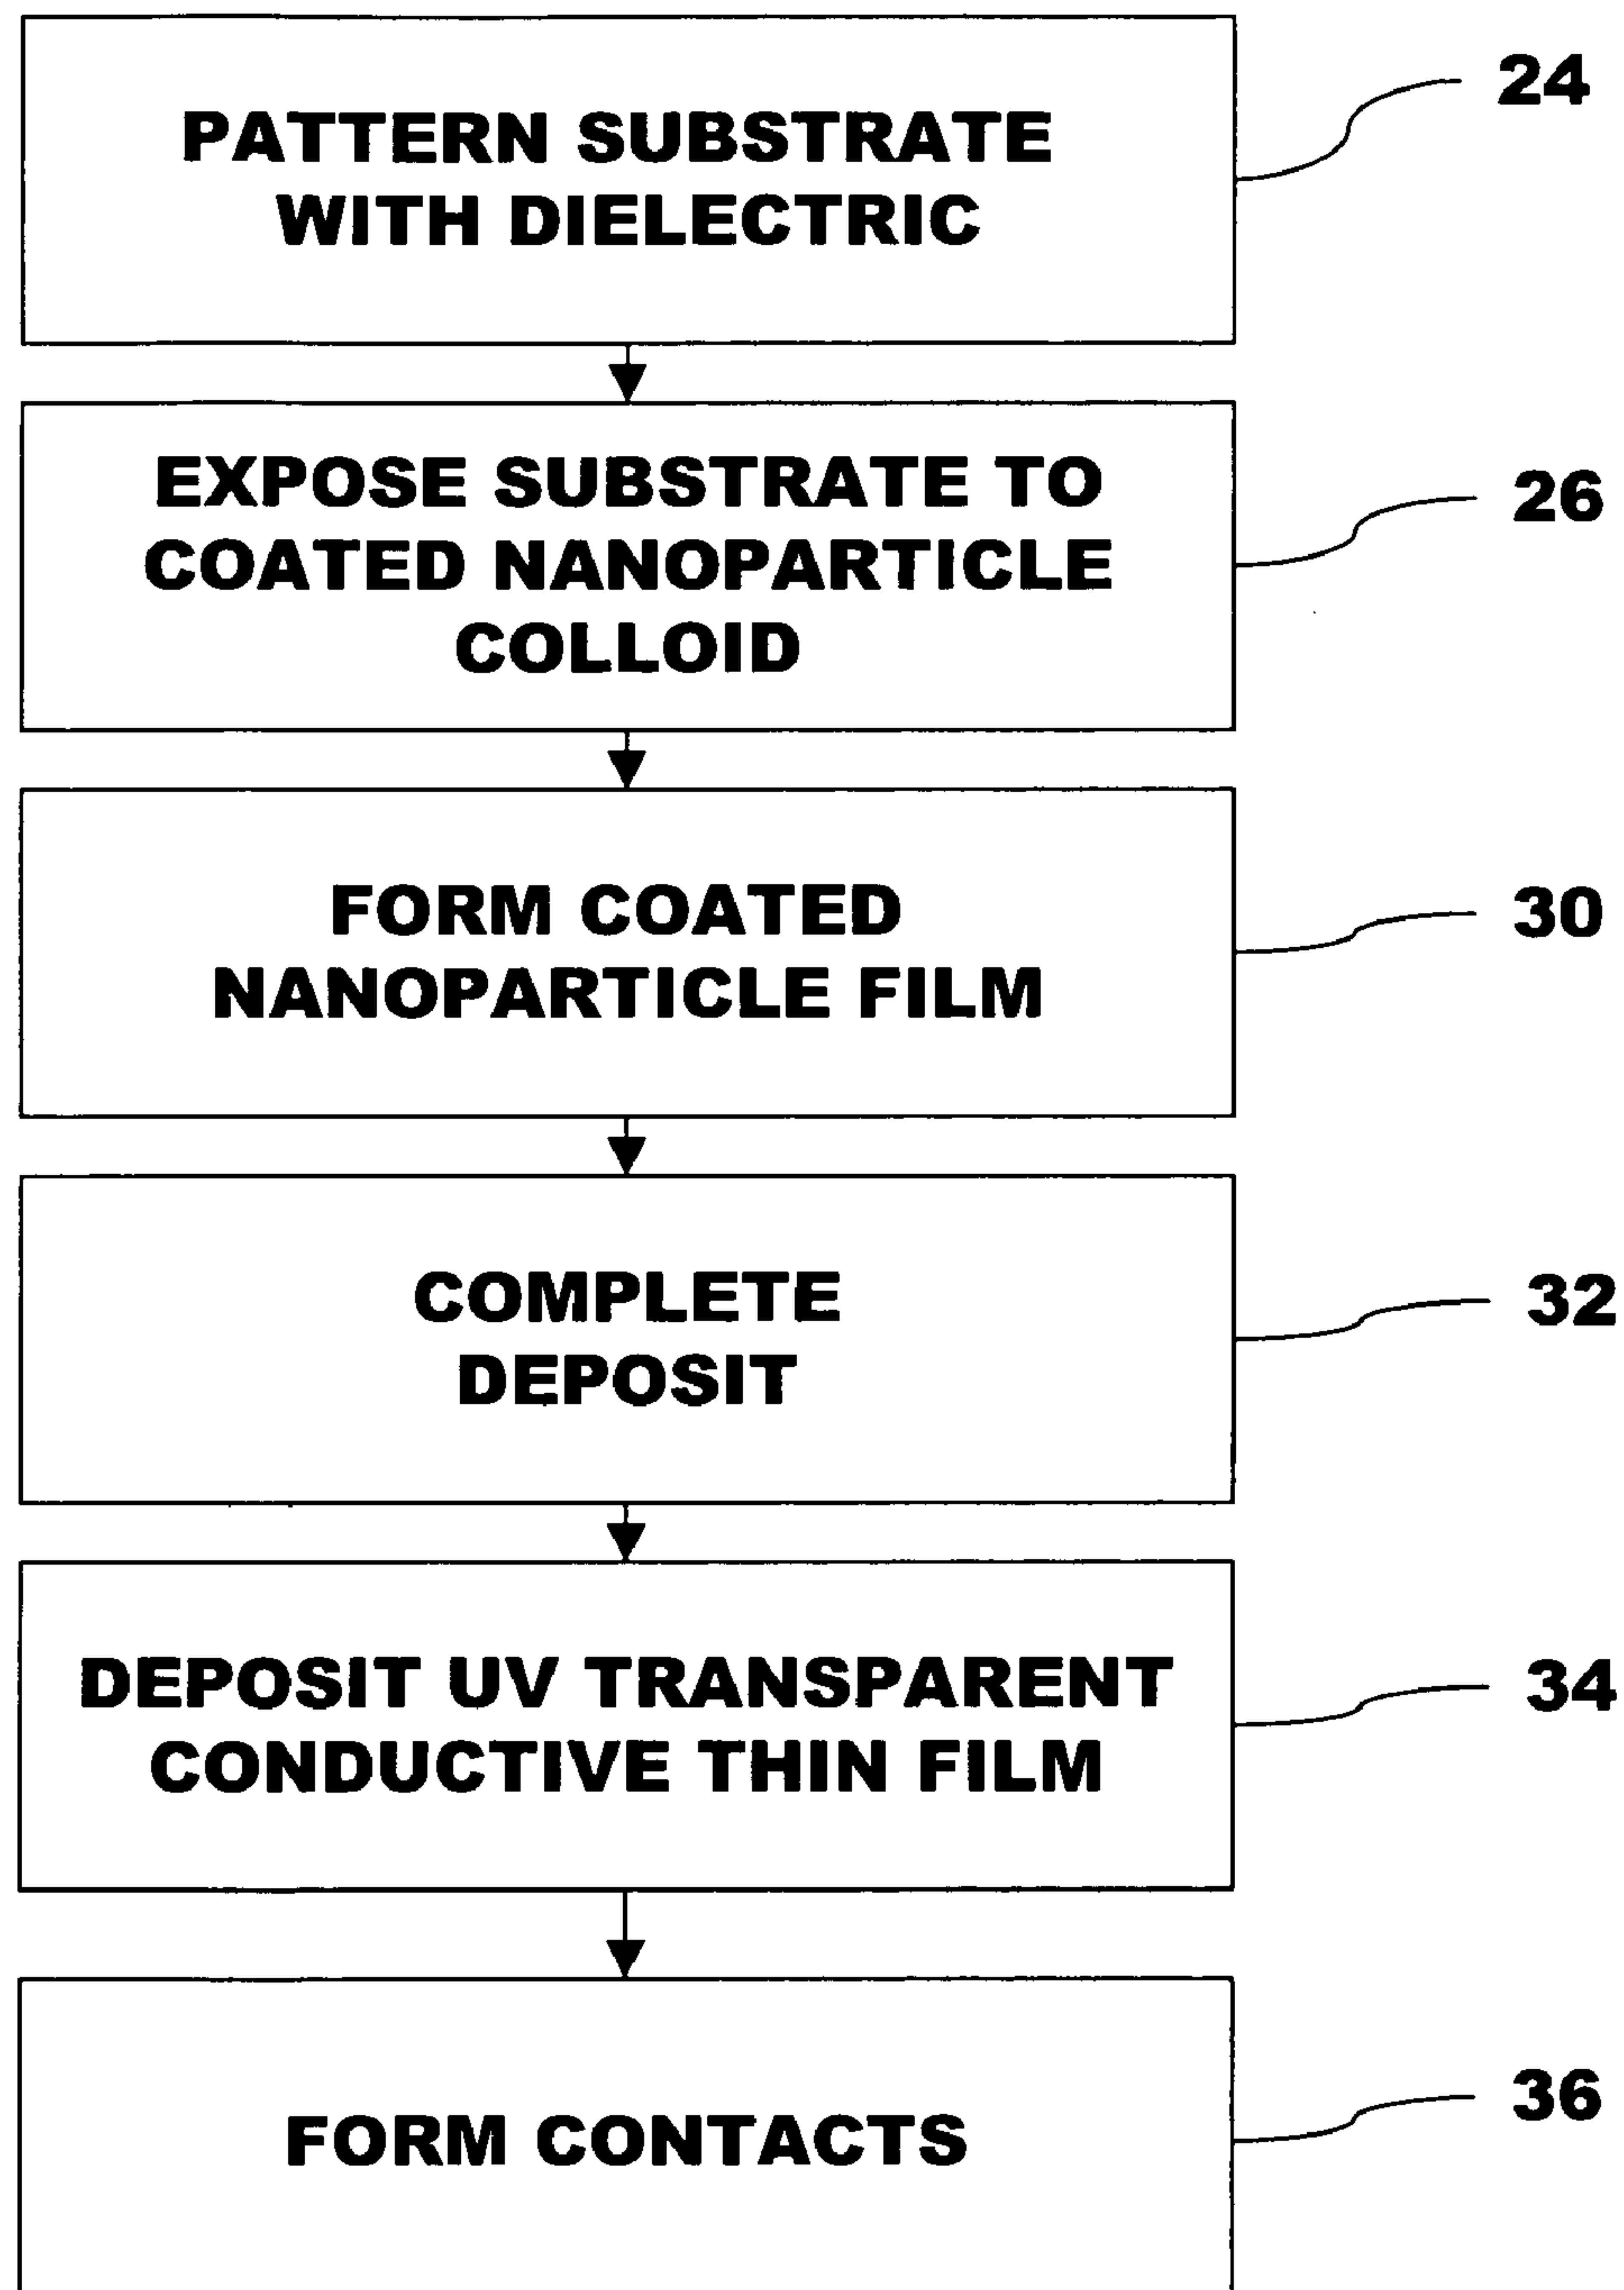 PATTERN SUBSTRATE
WITH DIELECTRIC
24
EXPOSE SUBSTRATE TO
COATED NANOPARTICLE
COLLOID
26
FORM COATED
NANOPARTICLE FILM
30
COMPLETE
DEPOSIT
32
DEPOSIT UV TRANSPARENT
CONDUCTIVE THIN FILM
34
FORM CONTACTS
36